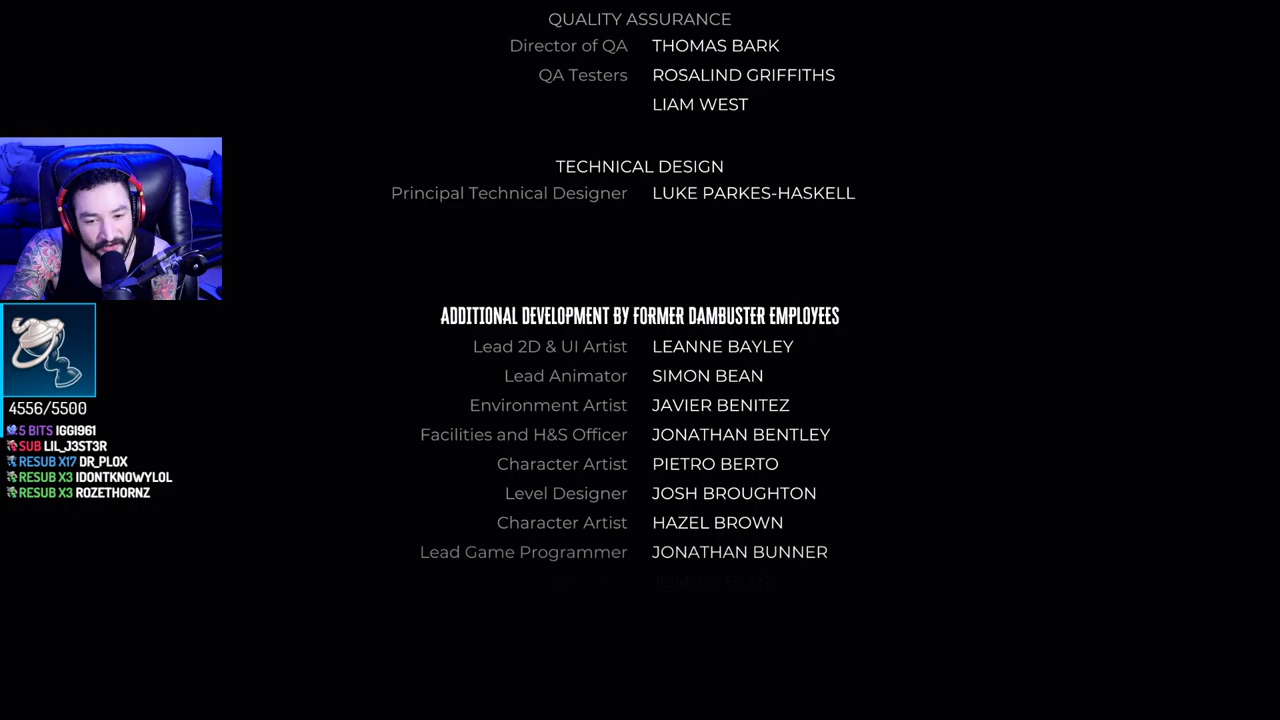 QUALITY ASSURANCE
Director of QA THOMAS BARK
QA Testers ROSALIND GRIFFITHS
LIAM WEST
TECHNICAL DESIGN
Principal Technical Designer LUKE PARKES-HASKELL
ADDITIONAL DEVELOPMENT BY FORMER DAMBUSTER EMPLOYEES
Lead 2D & UI Artist LEANNE BAYLEY
Lead Animator SIMON BEAN
Environment Artist JAVIER BENITEZ
Facilities and H&S Officer JONATHAN BENTLEY
Character Artist PIETRO BERTO
Level Designer JOSH BROUGHTON
Character Artist HAZEL BROWN
Lead Game Programmer JONATHAN BUNNER
4556/5500
5 BITS IGGI961
SUB LIL_J3ST3R
RESUB X17 DR_PLOX
RESUB X3 IDONTKNOWYLOL
RESUB X3 ROZETHORNZ